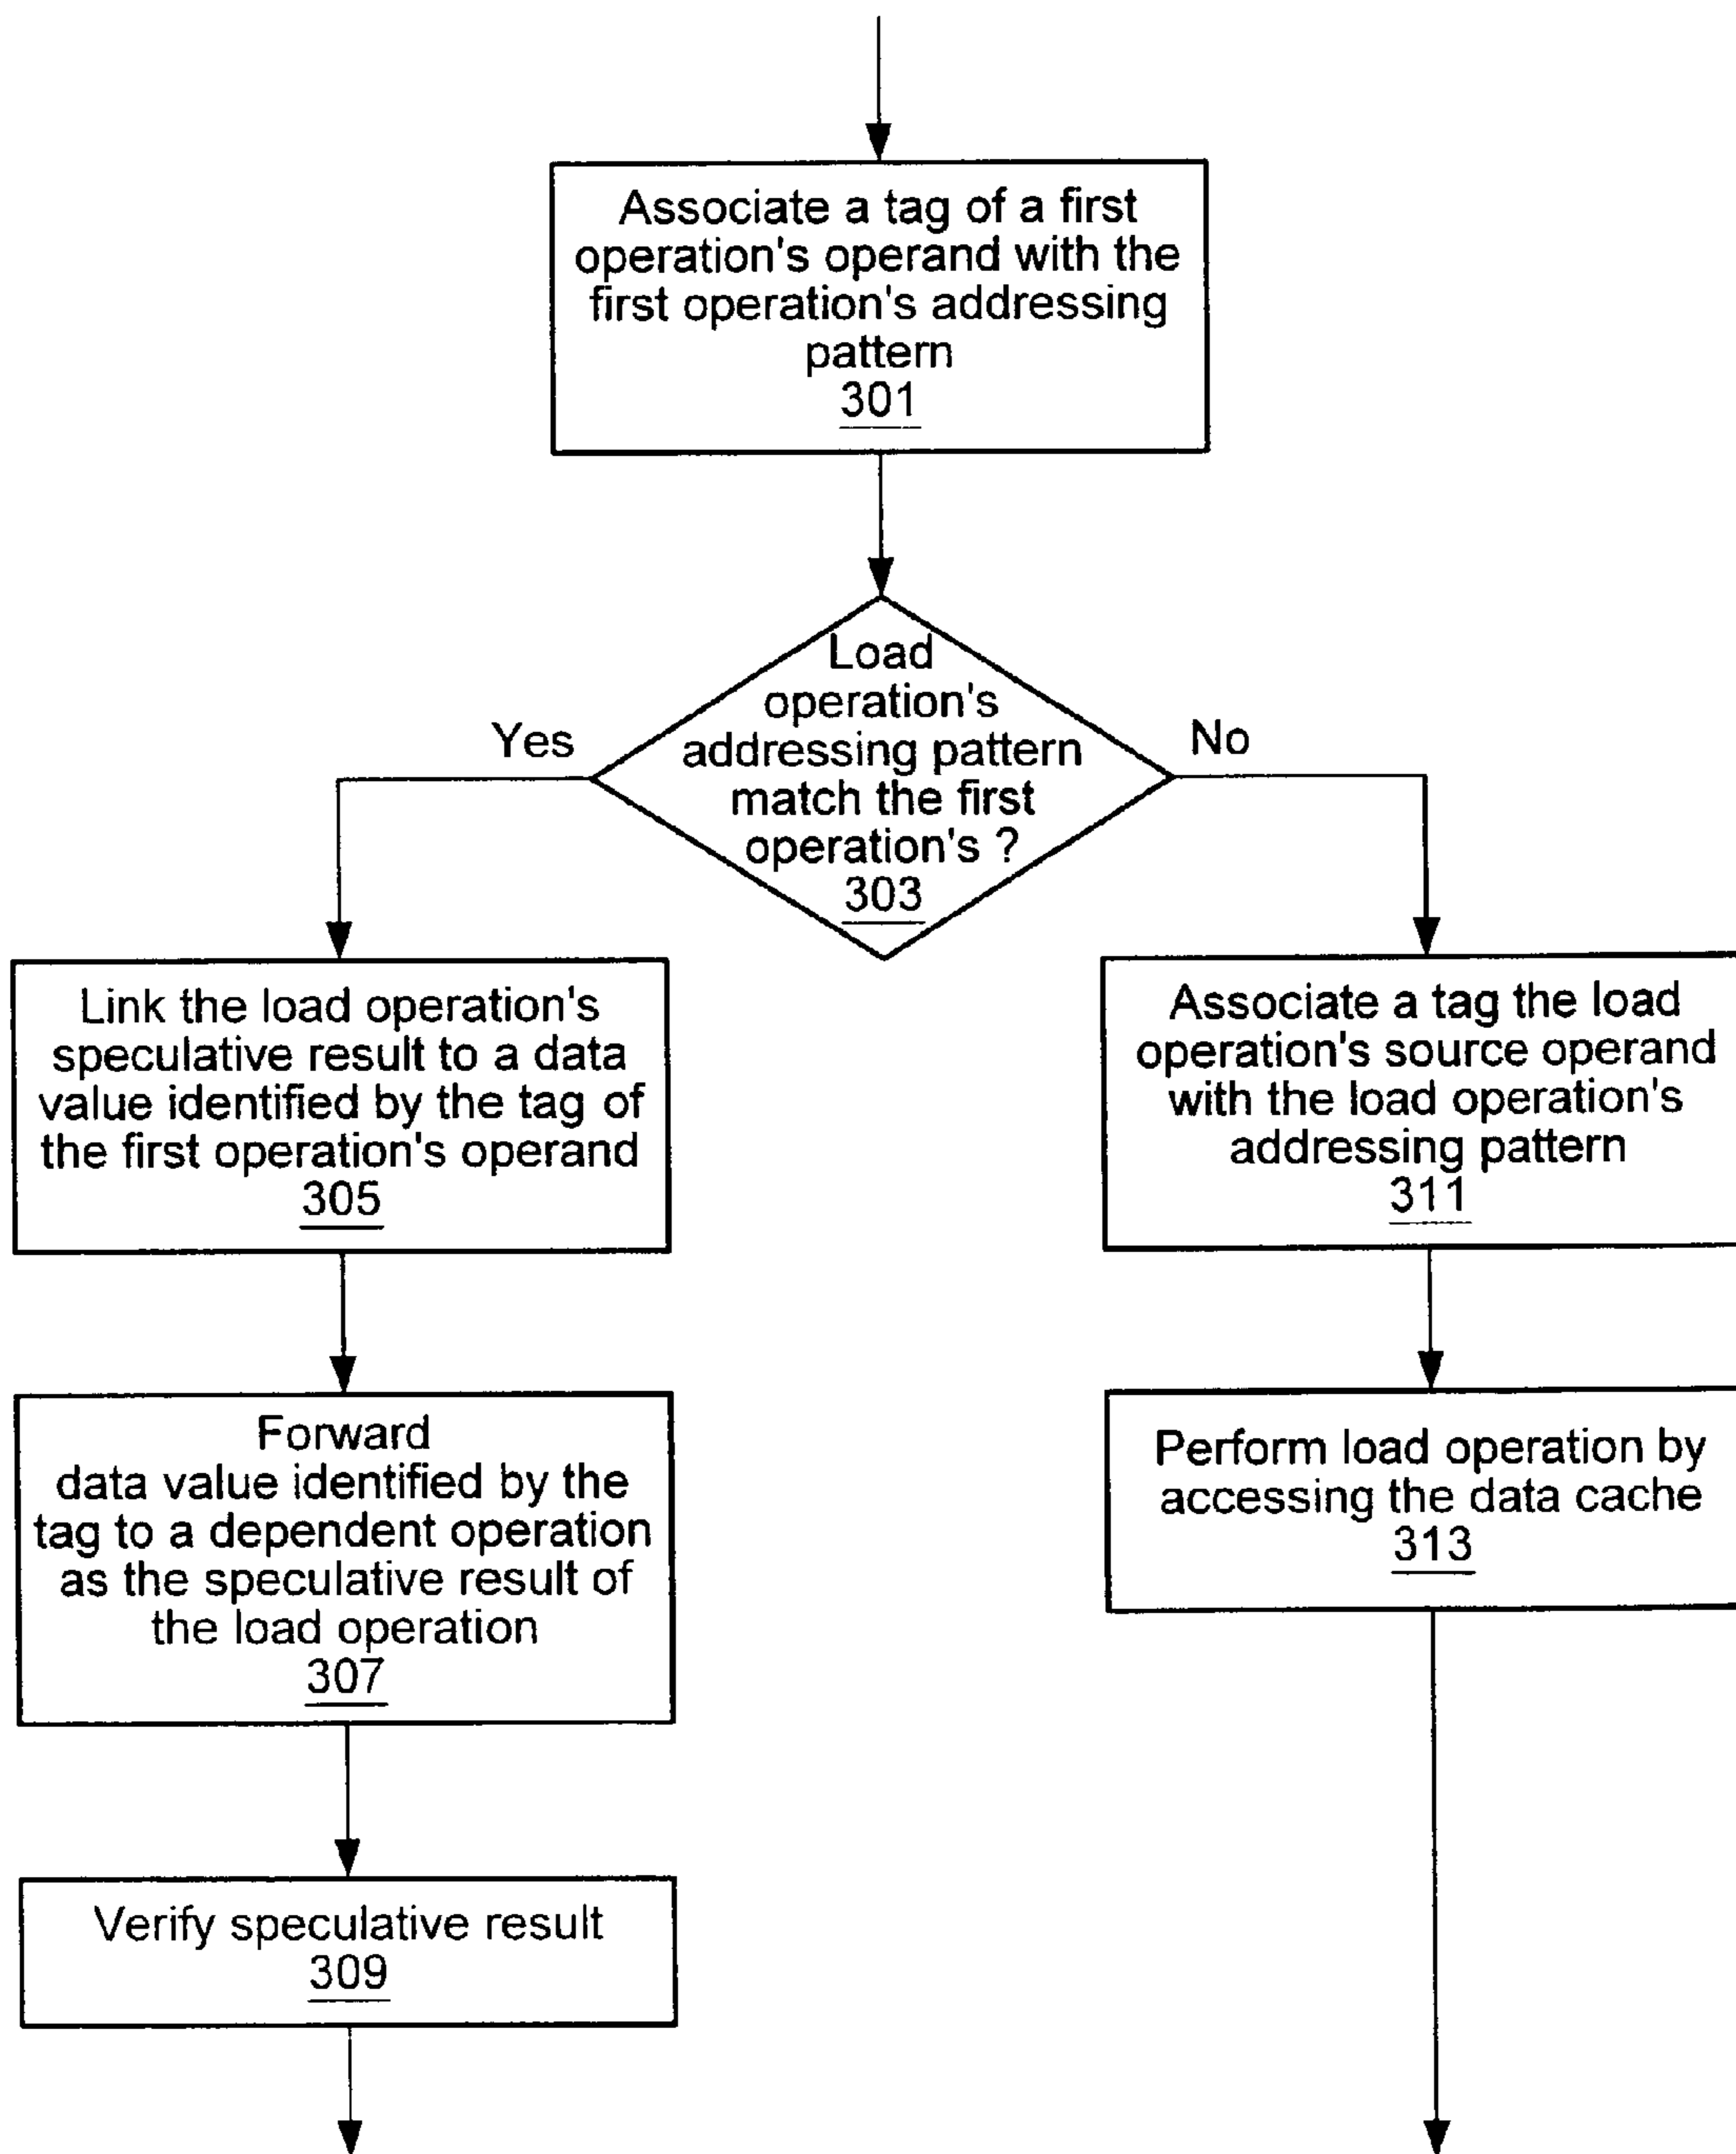 Associate a tag of a first
operation's operand with the
first operation's addressing
pattern
301
Load
operation's
addressing pattern
match the first
operation's ?
303
Yes
No
Link the load operation's
speculative result to a data
value identified by the tag of
the first operation's operand
305
Forward
data value identified by the
tag to a dependent operation
as the speculative result of
the load operation
307
Verify speculative result
309
Associate a tag the load
operation's source operand
with the load operation's
addressing pattern
311
Perform load operation by
accessing the data cache
313